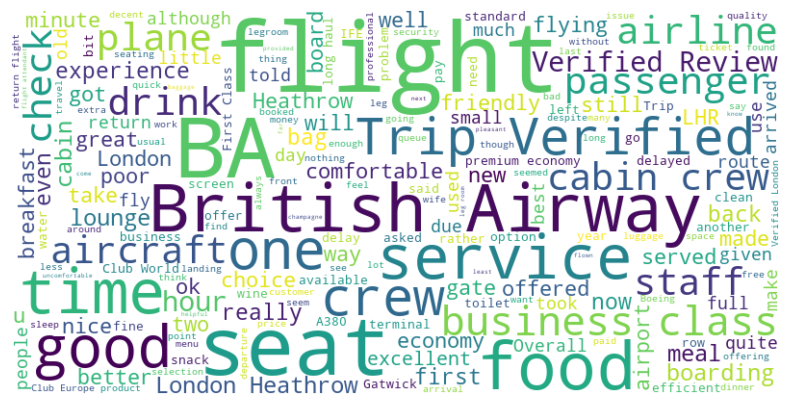 minute
although
plane
experience
old
little
bit
got
told
return flight
flight attendant
check
drink
cabin
travel
extra
quick
usual
return
work
great
even
London
poor
take
fly
breakfast
water
around
lounge
offer
find
business
less
Club World
landing
uncomfortable
think
time
ok
hour
nice
fine
two
people
sleep
point
menu
good
snack
better
selection
Club Europe
product
London Heathrow
decent
legroom
seating
provided
thing
long haul
IFE
professional
problem
security
flight
standard
issue
well
much
board
flying
still
pay
need
last
without
ticket
found
quality
airline
Verified Review
passenger
friendly
left
bad
despite
many
Trip
say
know
use
arrived
Heathrow
First Class
booked
money
leg
going
queue
pleasant
next
enough
nothing
BA
Trip Verified
small
though
long
go
LHR
bag
will
day
comfortable
premium economy
delayed
route
cabin crew
screen
front
feel
always
champagne
said
wife
used
new
seemed
leg room
best
clean
another
back
British Airway
aircraft
one
delay
asked
way
see
lot
due
rather
option
year
luggage
space
made
Verified London
choice
available
service
gate
toilet
served
given
least
flown
offered
took
want
now
staff
full
free
make
Boeing
crew
really
wine
customer
seem
A380
terminal
price
helpful
departure
economy
excellent
first
Gatwick
arrival
seat
business class
paid
row
quite
food
Overall
airport
meal
offering
boarding
efficient
dinner